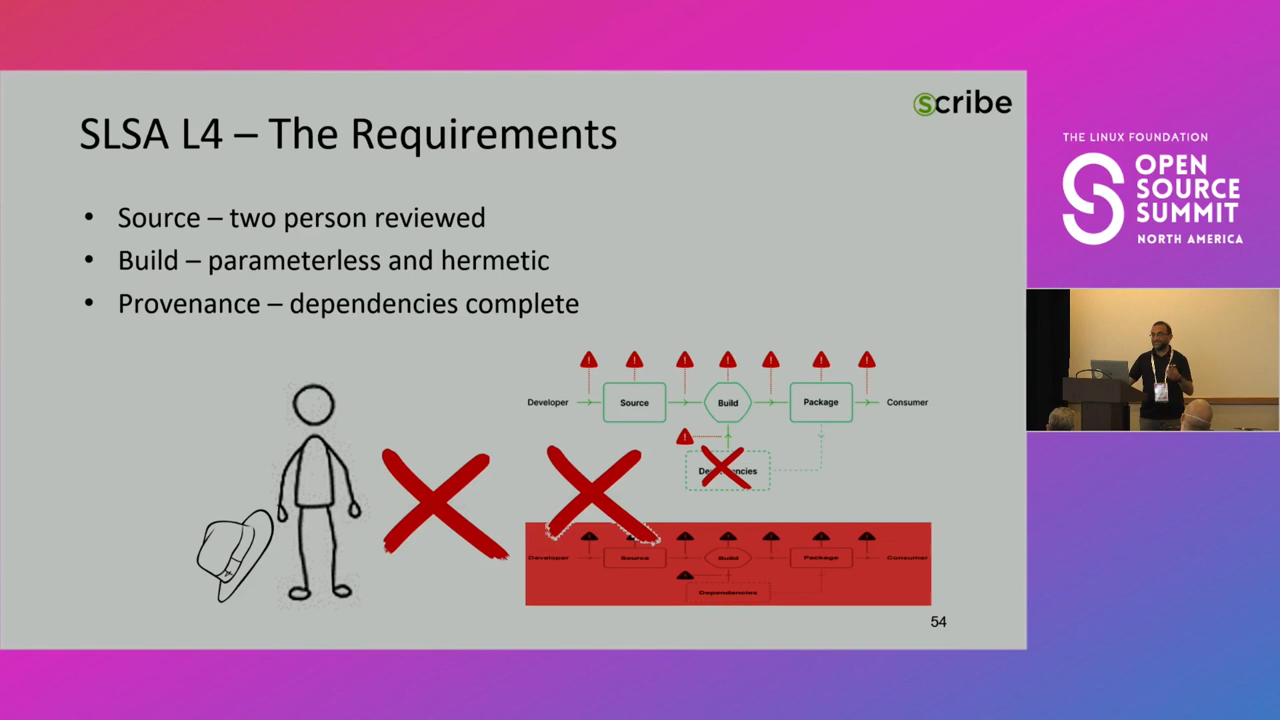 scribe
SLSA L4 – The Requirements
• Source – two person reviewed
• Build – parameterless and hermetic
• Provenance – dependencies complete
Developer
Source
Build
Package
Consumer
Developer
Source
Build
Package
Consumer
Dependencies
54
THE LINUX FOUNDATION
OPEN
SOURCE
SUMMIT
NORTH AMERICA